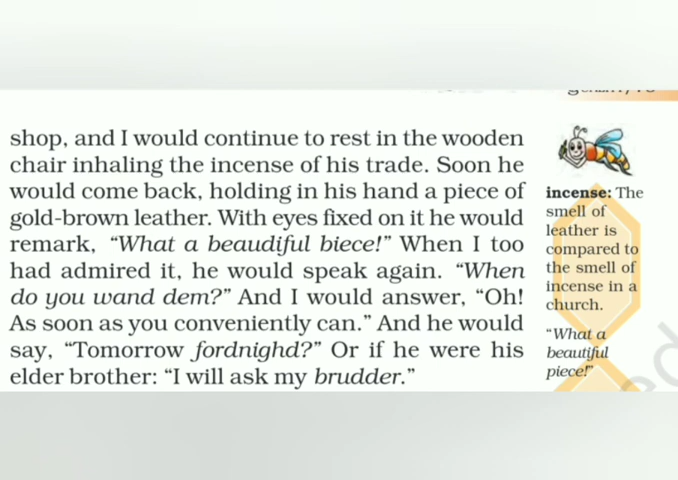 shop, and I would continue to rest in the wooden
chair inhaling the incense of his trade. Soon he
would come back, holding in his hand a piece of
gold-brown leather. With eyes fixed on it he would
remark, “What a beaudiful biece!” When I too
had admired it, he would speak again. “When
do you wand dem?” And I would answer, “Oh!
As soon as you conveniently can.” And he would
say, “Tomorrow fordnighd?” Or if he were his
elder brother: “I will ask my brudder.”
incense: The
smell of
leather is
compared to
the smell of
incense in a
church.
“What a
beautiful
piece!”